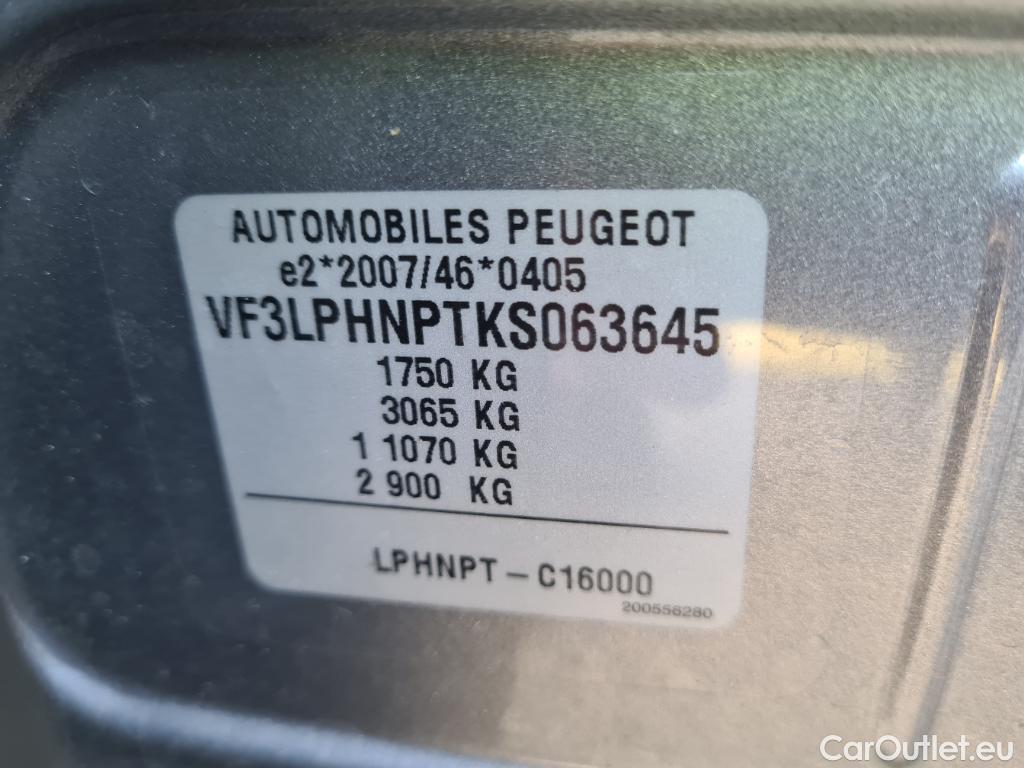 AUTOMOBILES PEUGEOT
e2*2007/46*0405
VF3LPHNPTKS063645
1750 KG
3065 KG
1 1070 KG
2 900 KG
LPHNPT - C16000
200556280
CarOutlet.eu